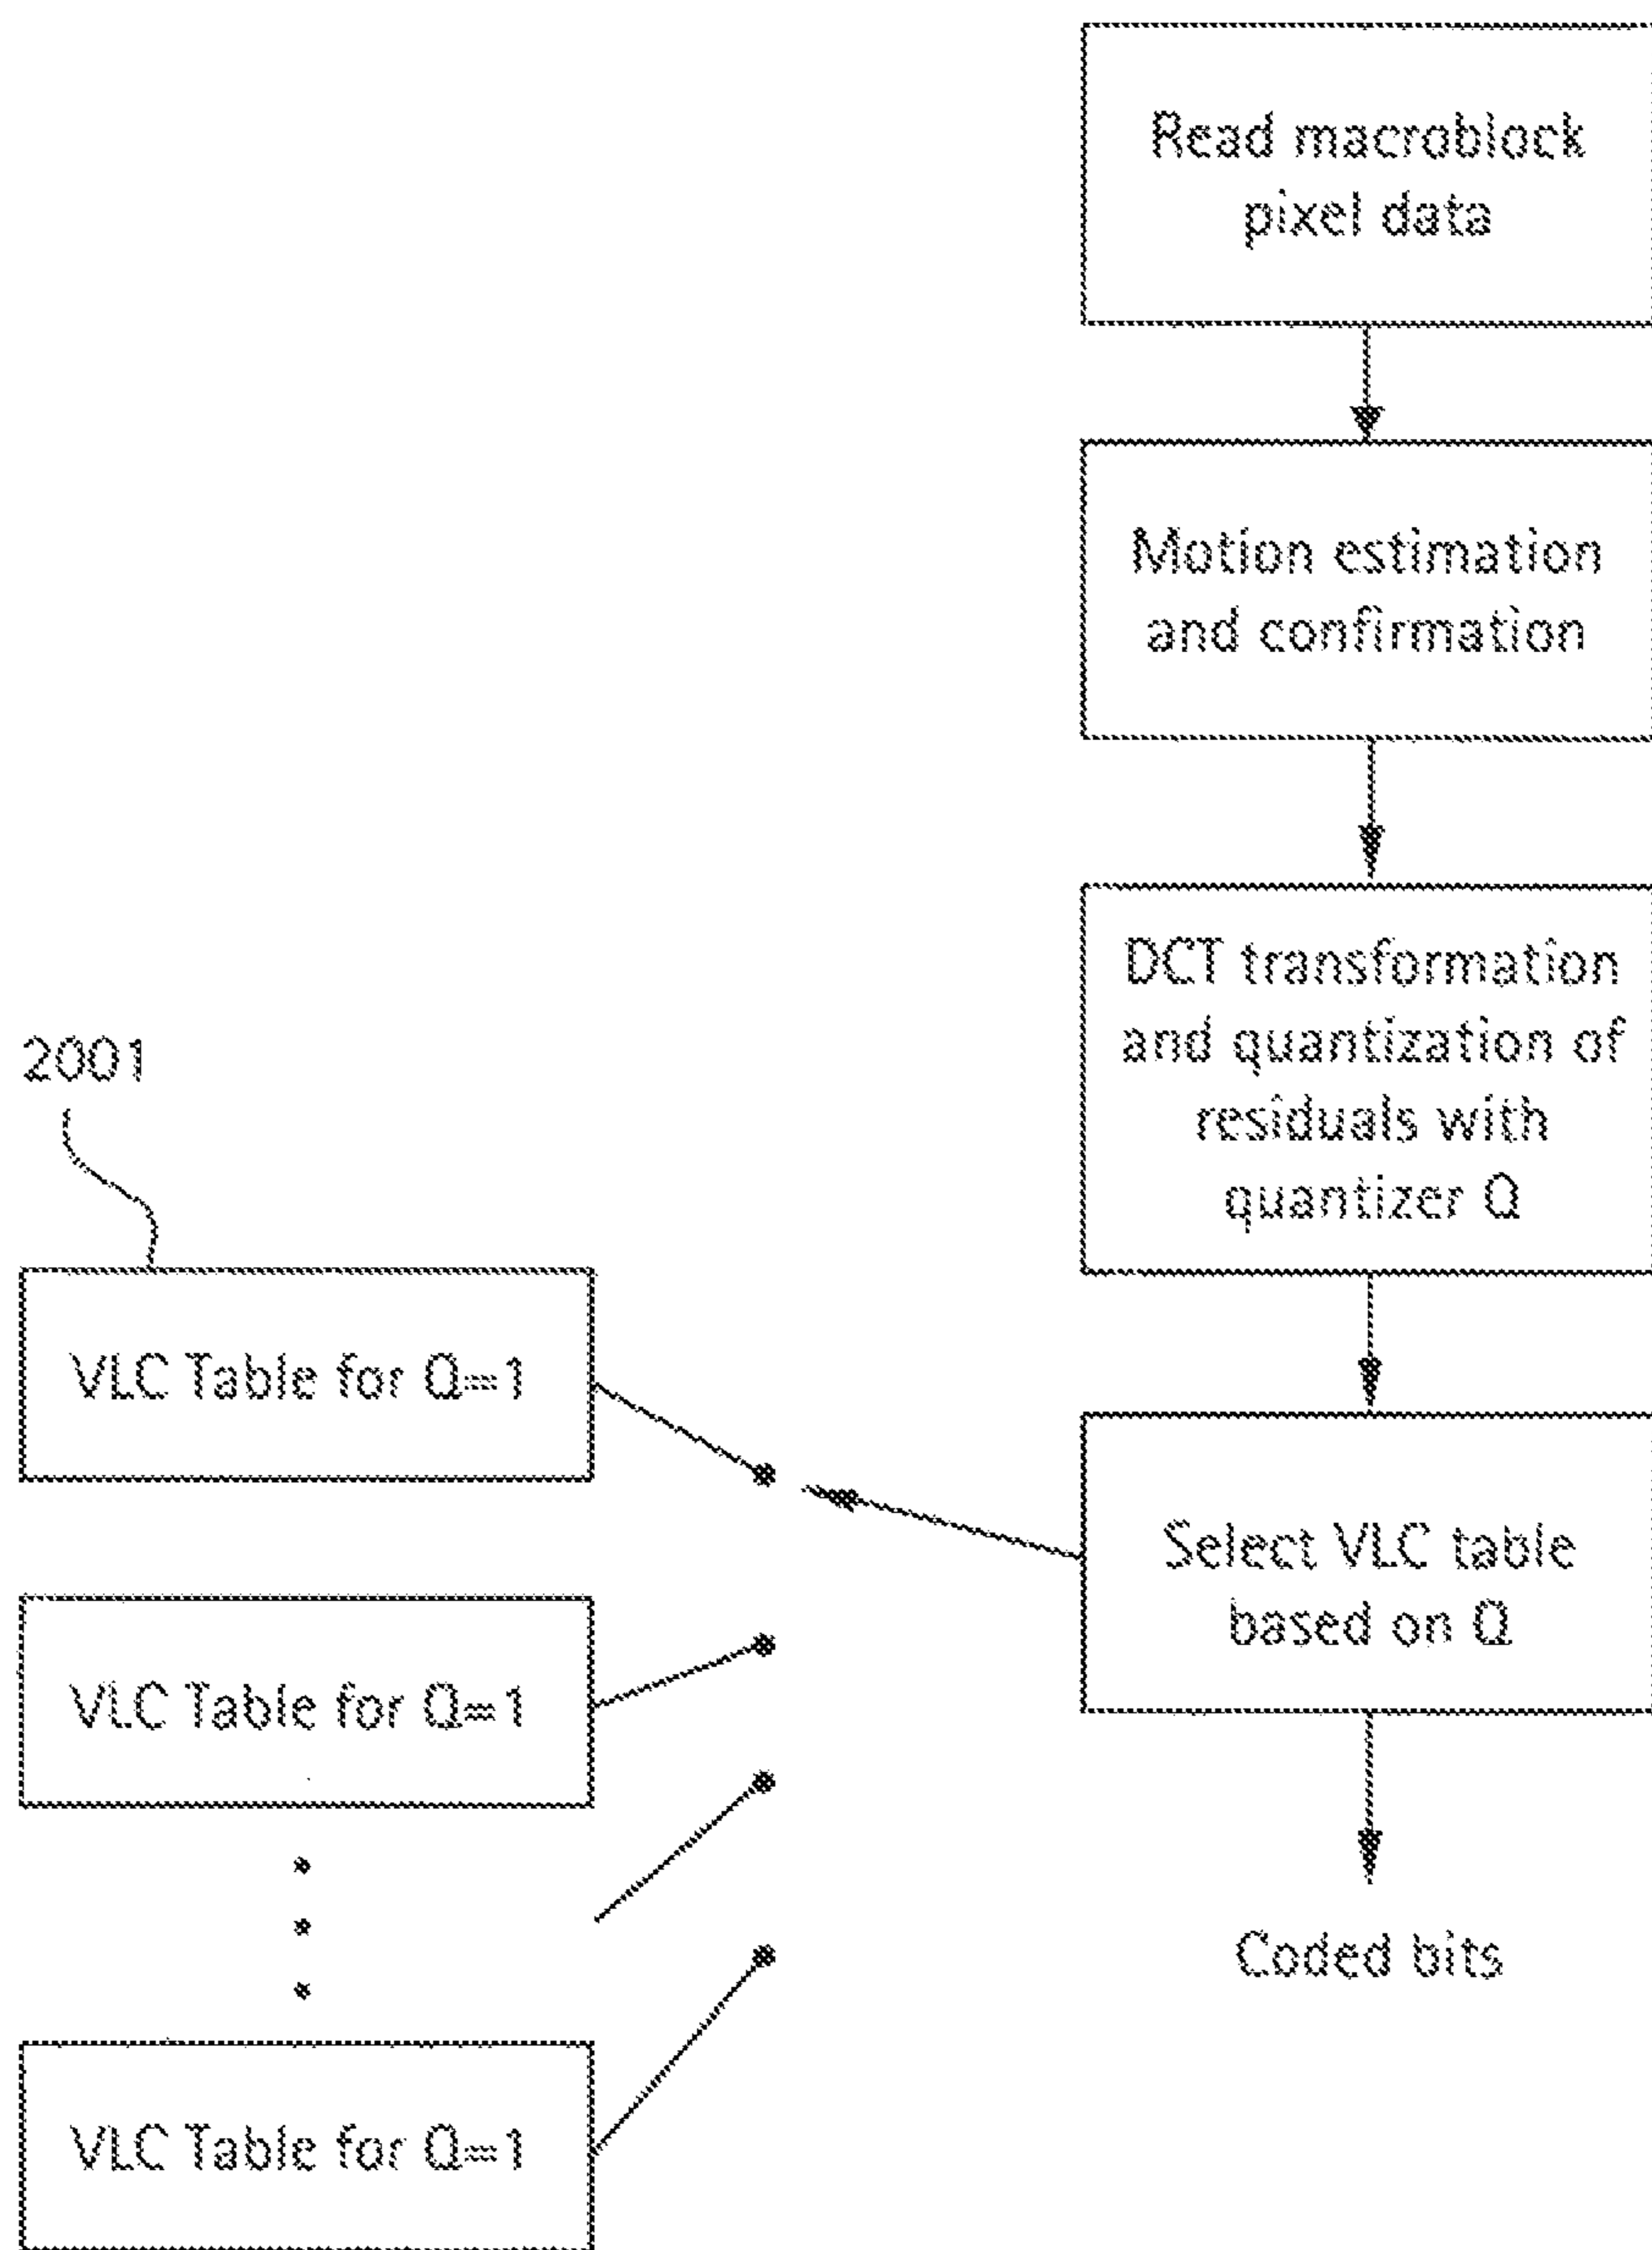 Read macroblock
pixel data
Motion estimation
and confirmation
DCT transformation
and quantization of
residuals with
quantizer Q
2001
VLC Table for Q=1
Select VLC table
based on Q
VLC Table for Q=1
Coded bits
VLC Table for Q=1